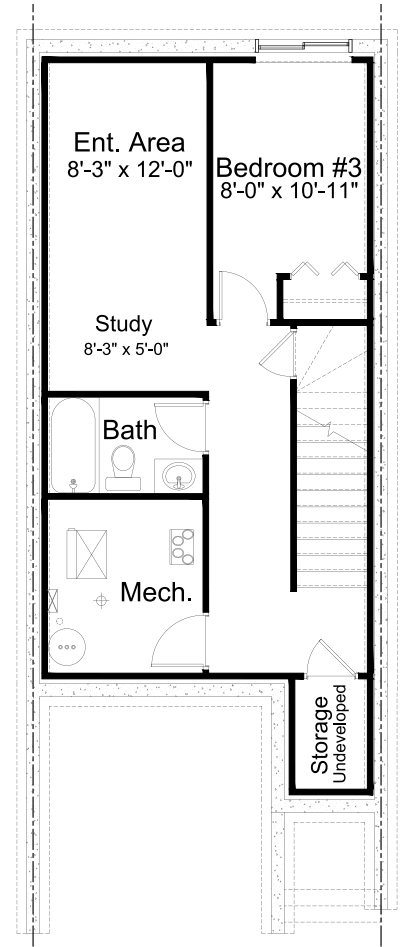 Ent. Area
8'-3" x 12'-0"
Bedroom #3
8'-0" x 10'-11"
Study
8'-3" x 5'-0"
Bath
Mech.
Storage
Undeveloped